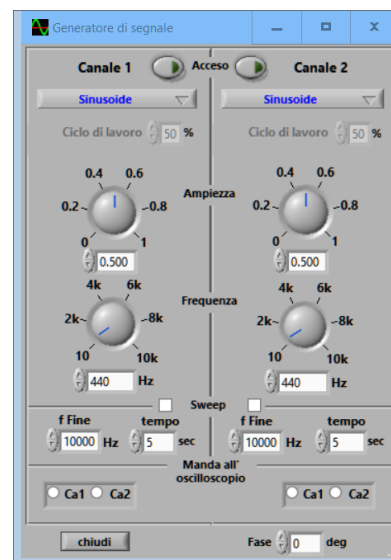 Generatore di segnale
Canale 1 Acceso Canale 2
Sinusoide Sinusoide
Ciclo di lavoro 50 % Ciclo di lavoro 50 %
0.4 0.6 0.4 0.6
Ampiezza
0.2 0.8 0.2 0.8
0 1 0 1
0.500 0.500
4k 6k 4k 6k
Frequenza
2k 8k 2k 8k
10 10k 10 10k
440 Hz 440 Hz
Sweep
f Fine tempo f Fine tempo
10000 Hz 5 sec 10000 Hz 5 sec
Manda all'
oscilloscopio
Ca1 Ca2 Ca1 Ca2
chiudi Fase 0 deg